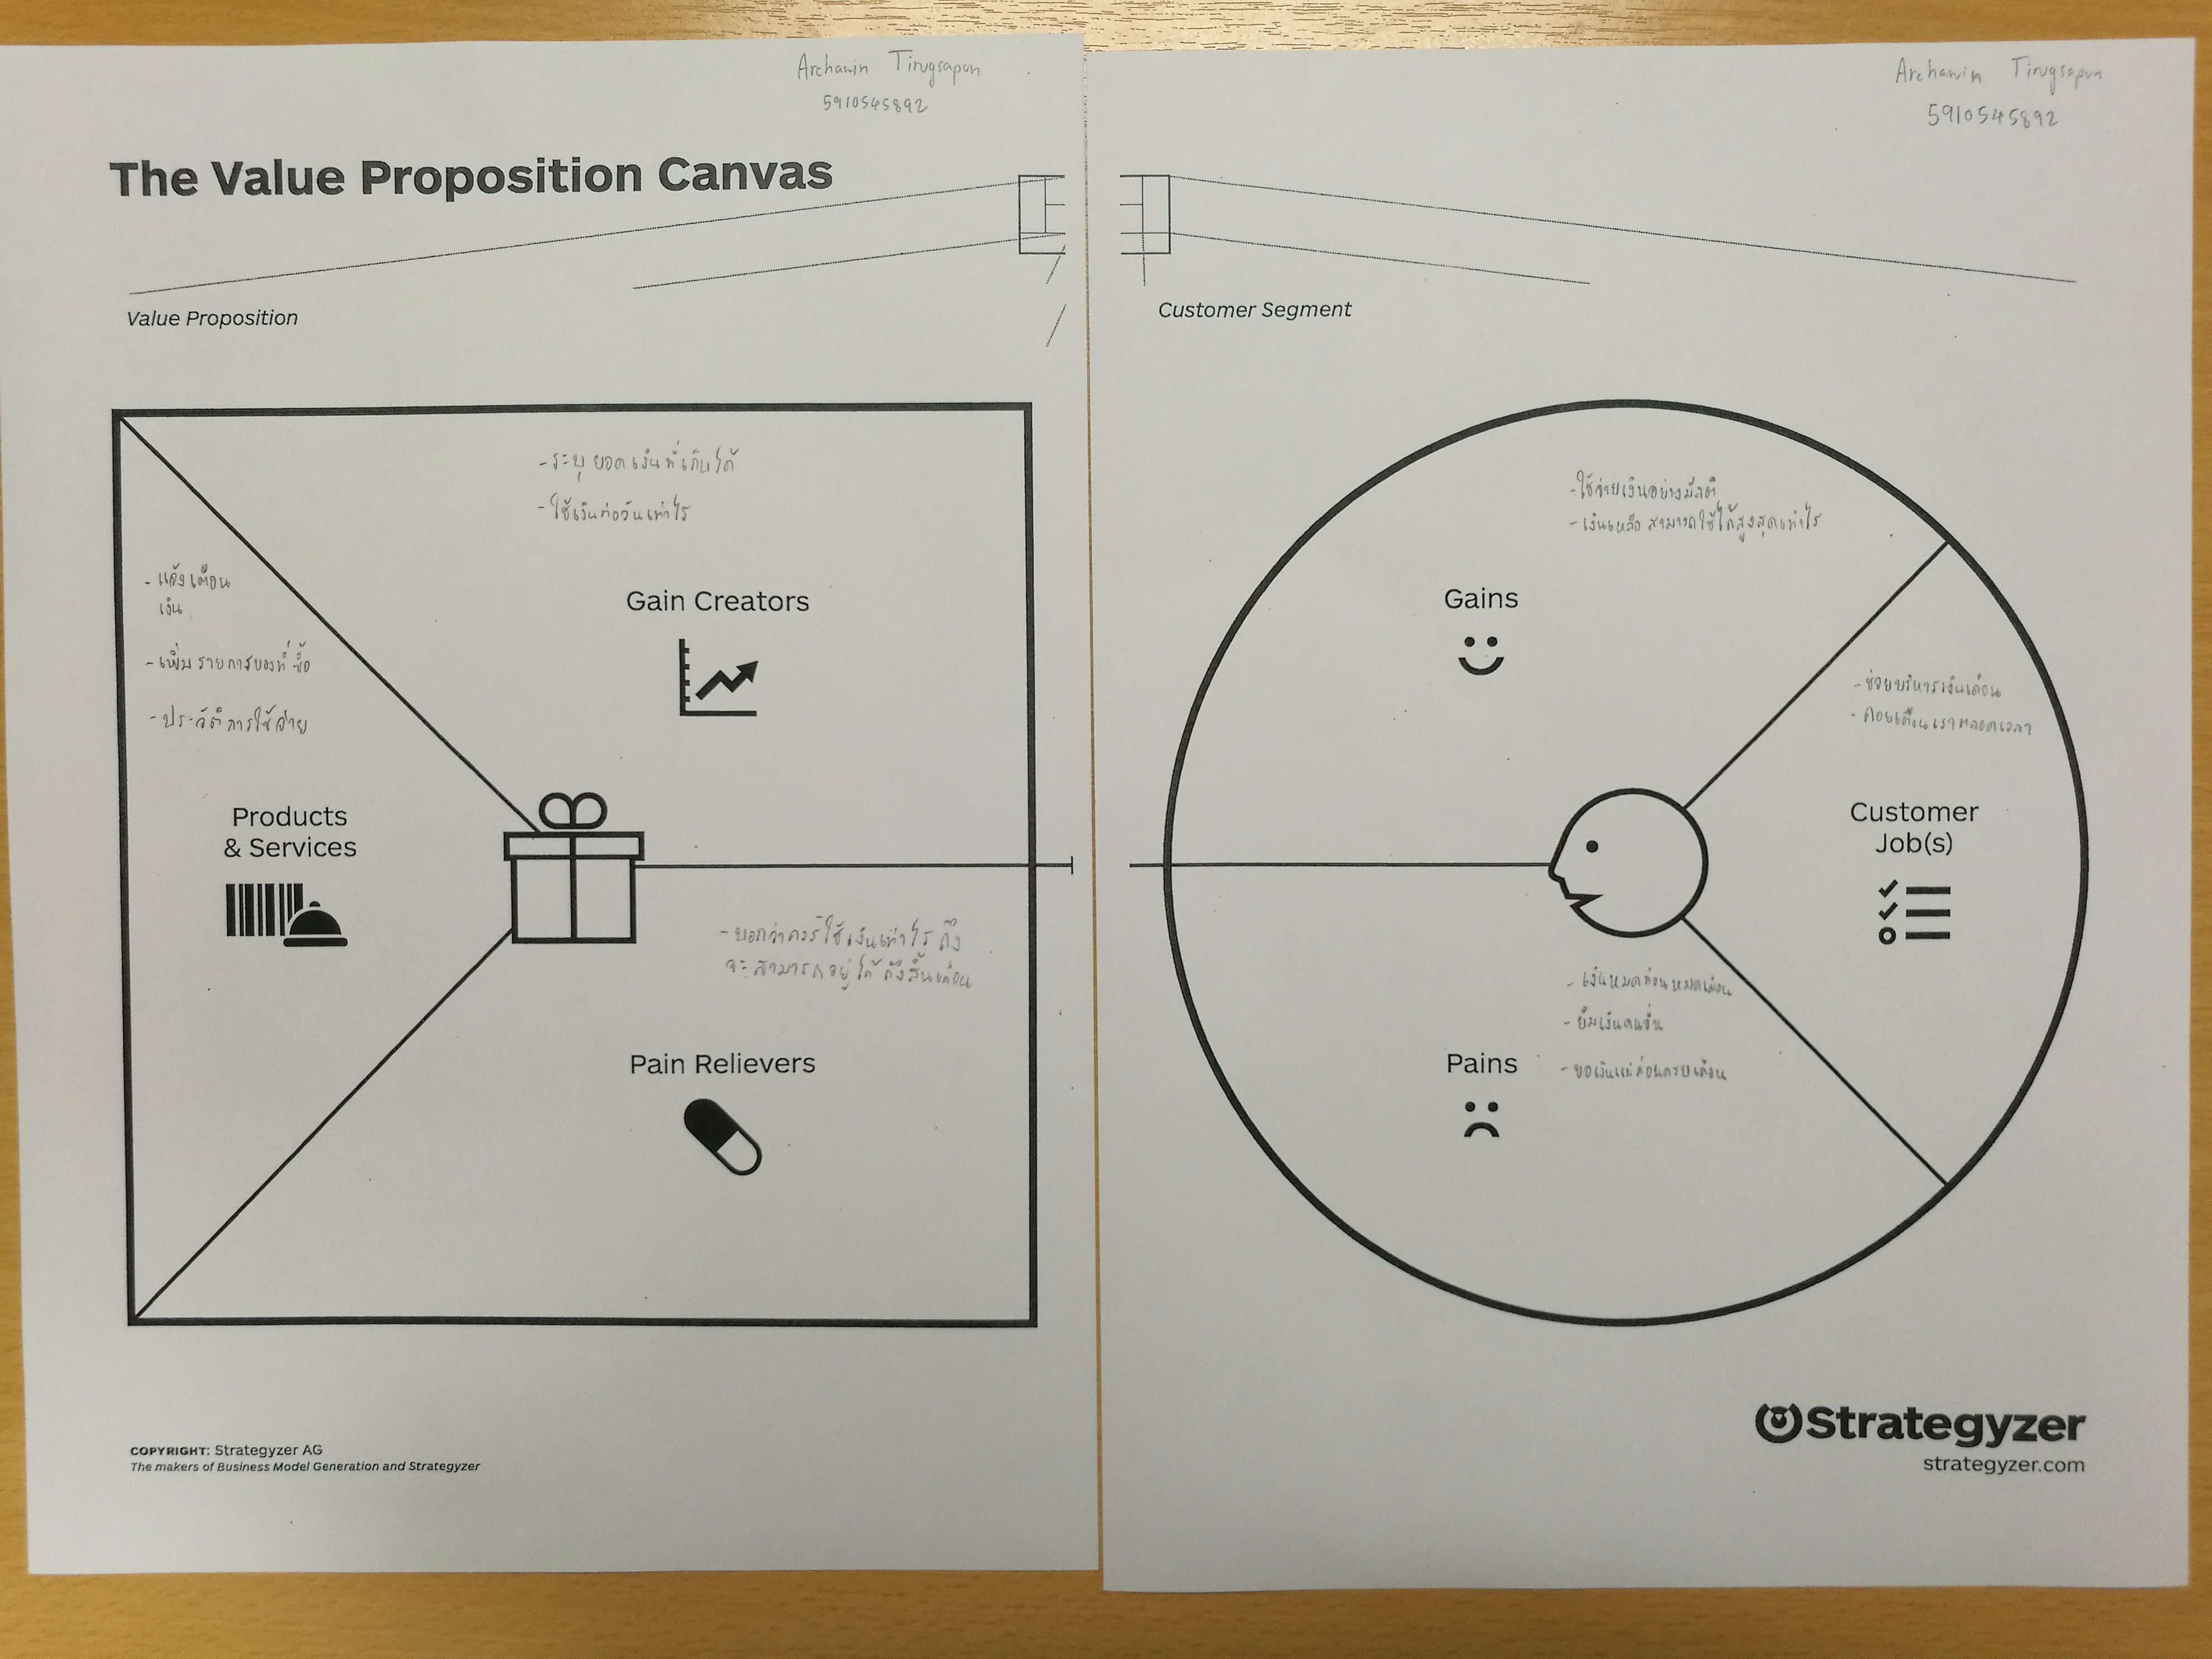 Archawin Tirugsapun
5910545892
The Value Proposition Canvas
Value Proposition
-ระบุ ยอดเงินที่เก็บได้
-ใช้เงินต่อวันเท่าไร
- แจ้งเตือน
เงิน
-เพิ่ม รายการของที่ ซื้อ
-ประวัติการใช้จ่าย
Gain Creators
Products
& Services
-บอกว่าควรใช้เงินเท่าไร ถึง
จะสามารถอยู่ได้ถึงสิ้นเดือน
Pain Relievers
COPYRIGHT: Strategyzer AG
The makers of Business Model Generation and Strategyzer
Archawin Tirugsapun
5910545892
Customer Segment
-ใช้จ่ายเงินอย่างมีสติ
-เงินเหลือ สามารถใช้ได้สูงสุดเท่าไร
Gains
-ช่วยบริหารเงินเดือน
-คอยเตือนเราตลอดเวลา
Customer
Job(s)
- เงินหมดก่อนหมดเดือน
- ยืมเงินคนอื่น
Pains
-ขอเงินแม่ก่อนครบเดือน
Strategyzer
strategyzer.com